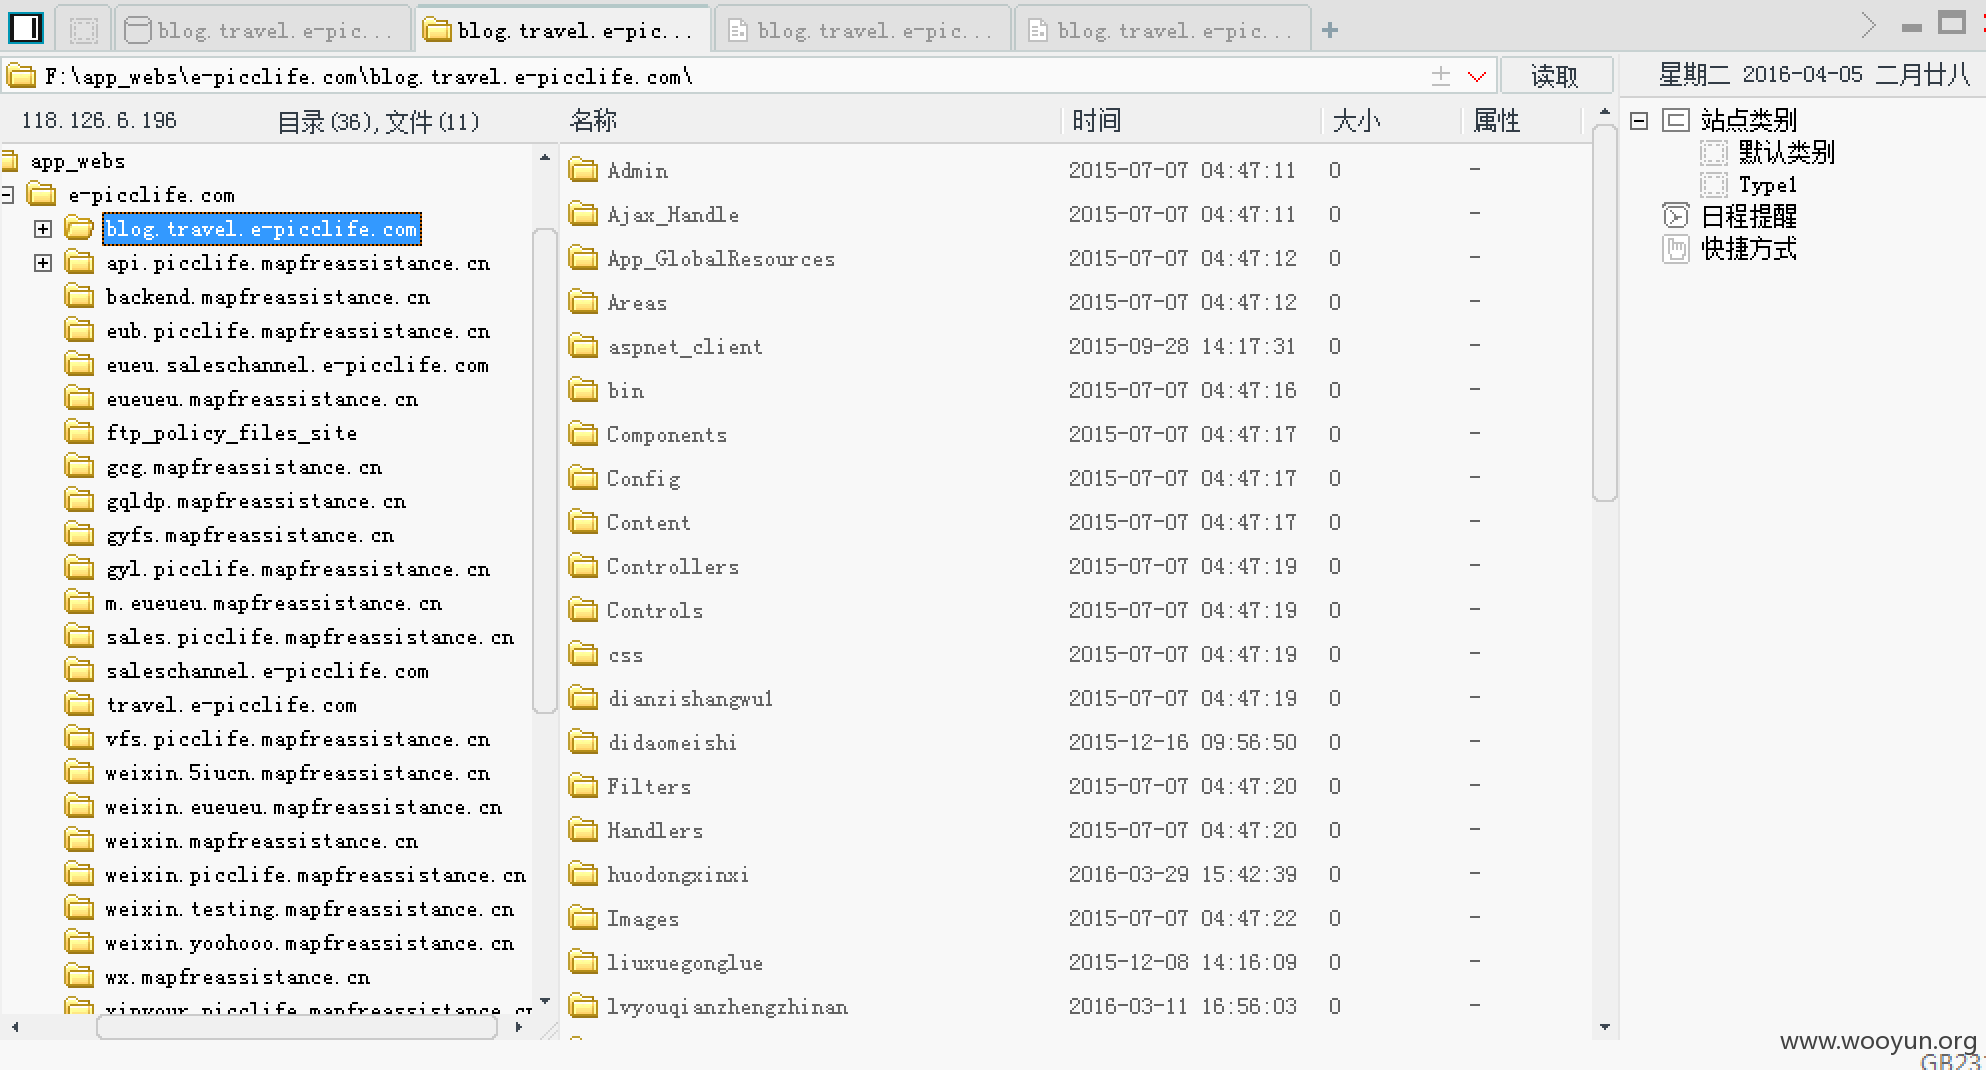 blog.travel.e-pic...
blog.travel.e-pic...
blog.travel.e-pic...
blog.travel.e-pic...
F:\app_webs\e-picclife.com\blog.travel.e-picclife.com\
读取
星期二 2016-04-05 二月廿八
118.126.6.196
目录(36),文件(11)
名称 时间 大小 属性
app_webs
e-picclife.com
blog.travel.e-picclife.com
api.picclife.mapfreassistance.cn
backend.mapfreassistance.cn
eub.picclife.mapfreassistance.cn
eueu.saleschannel.e-picclife.com
eueueu.mapfreassistance.cn
ftp_policy_files_site
gcg.mapfreassistance.cn
gqldp.mapfreassistance.cn
gyfs.mapfreassistance.cn
gyl.picclife.mapfreassistance.cn
m.eueueu.mapfreassistance.cn
sales.picclife.mapfreassistance.cn
saleschannel.e-picclife.com
travel.e-picclife.com
vfs.picclife.mapfreassistance.cn
weixin.5iucn.mapfreassistance.cn
weixin.eueueu.mapfreassistance.cn
weixin.mapfreassistance.cn
weixin.picclife.mapfreassistance.cn
weixin.testing.mapfreassistance.cn
weixin.yoohooo.mapfreassistance.cn
wx.mapfreassistance.cn
Admin 2015-07-07 04:47:11 0 -
Ajax_Handle 2015-07-07 04:47:11 0 -
App_GlobalResources 2015-07-07 04:47:12 0 -
Areas 2015-07-07 04:47:12 0 -
aspnet_client 2015-09-28 14:17:31 0 -
bin 2015-07-07 04:47:16 0 -
Components 2015-07-07 04:47:17 0 -
Config 2015-07-07 04:47:17 0 -
Content 2015-07-07 04:47:17 0 -
Controllers 2015-07-07 04:47:19 0 -
Controls 2015-07-07 04:47:19 0 -
css 2015-07-07 04:47:19 0 -
dianzishangwu1 2015-07-07 04:47:19 0 -
didaomeishi 2015-12-16 09:56:50 0 -
Filters 2015-07-07 04:47:20 0 -
Handlers 2015-07-07 04:47:20 0 -
huodongxinxi 2016-03-29 15:42:39 0 -
Images 2015-07-07 04:47:22 0 -
liuxuegonglue 2015-12-08 14:16:09 0 -
lvyouqianzhengzhinan 2016-03-11 16:56:03 0 -
站点类别
默认类别
Type1
日程提醒
快捷方式
www.wooyun.org